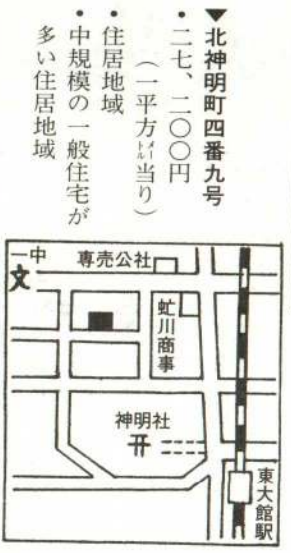 ▼北神明町四番九号
・二七、二〇〇円
（一平方メートル当り）
・住居地域
・中規模の一般住宅が
多い住居地域
一中
専売公社
虻川商事
神明社
東大館駅